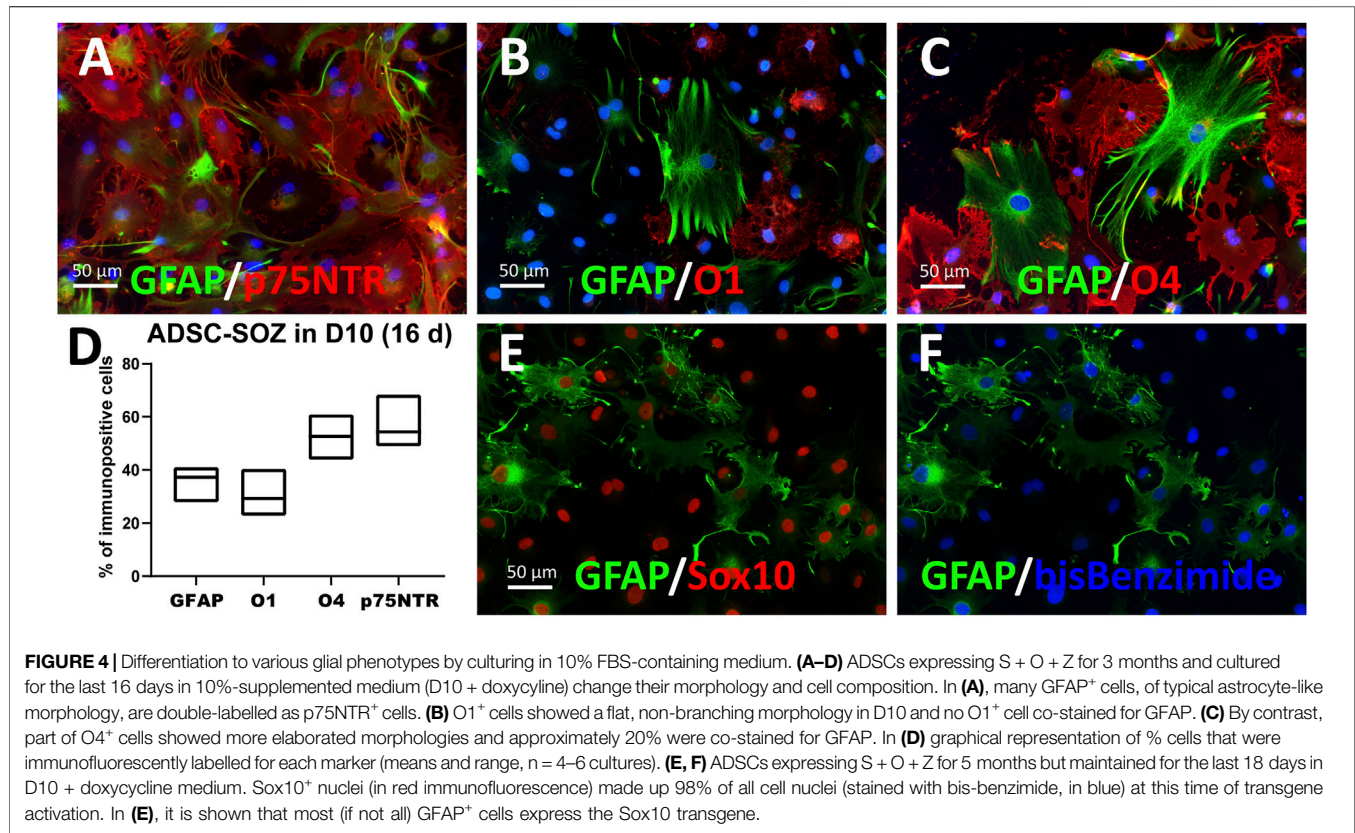 A
50 µm
GFAP/p75NTR
B
50 µm
GFAP/O1
C
50 µm
GFAP/O4
D
ADSC-SOZ in D10 (16 d)
% of immunopositive cells
80
60
40
20
0
GFAP O1 O4 p75NTR
E
50 µm
GFAP/Sox10
F
GFAP/bisBenzimide
FIGURE 4 | Differentiation to various glial phenotypes by culturing in 10% FBS-containing medium. (A–D) ADSCs expressing S + O + Z for 3 months and cultured
for the last 16 days in 10%-supplemented medium (D10 + doxycyline) change their morphology and cell composition. In (A), many GFAP⁺ cells, of typical astrocyte-like
morphology, are double-labelled as p75NTR⁺ cells. (B) O1⁺ cells showed a flat, non-branching morphology in D10 and no O1⁺ cell co-stained for GFAP. (C) By contrast,
part of O4⁺ cells showed more elaborated morphologies and approximately 20% were co-stained for GFAP. In (D) graphical representation of % cells that were
immunofluorescently labelled for each marker (means and range, n = 4–6 cultures). (E, F) ADSCs expressing S + O + Z for 5 months but maintained for the last 18 days in
D10 + doxycycline medium. Sox10⁺ nuclei (in red immunofluorescence) made up 98% of all cell nuclei (stained with bis-benzimide, in blue) at this time of transgene
activation. In (E), it is shown that most (if not all) GFAP⁺ cells express the Sox10 transgene.